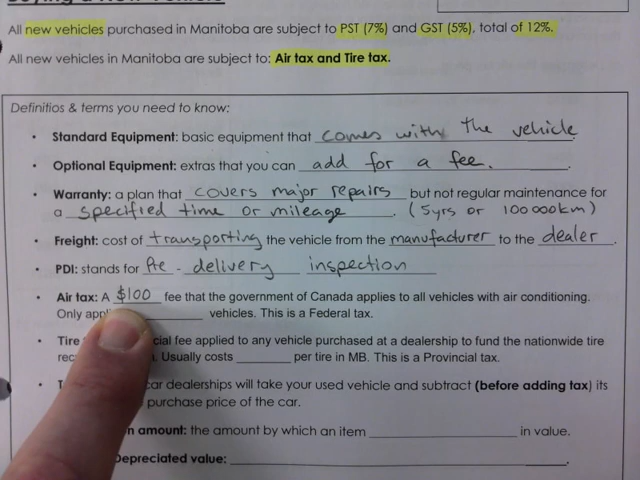 All new vehicles purchased in Manitoba are subject to PST (7%) and GST (5%), total of 12%.
All new vehicles in Manitoba are subject to: Air tax and Tire tax.
Definitios & terms you need to know:
• Standard Equipment: basic equipment that comes with the vehicle
• Optional Equipment: extras that you can add for a fee.
• Warranty: a plan that covers major repairs but not regular maintenance for
a specified time or mileage. (5yrs or 100 000km)
• Freight: cost of transporting the vehicle from the manufacturer to the dealer.
• PDI: stands for Pre-delivery inspection
• Air tax: A $100 fee that the government of Canada applies to all vehicles with air conditioning.
Only vehicles. This is a Federal tax.
• Tire fee applied to any vehicle purchased at a dealership to fund the nationwide tire
Usually costs ______ per tire in MB. This is a Provincial tax.
• car dealerships will take your used vehicle and subtract (before adding tax) its
purchase price of the car.
amount: the amount by which an item ______ in value.
Depreciated value: ______.